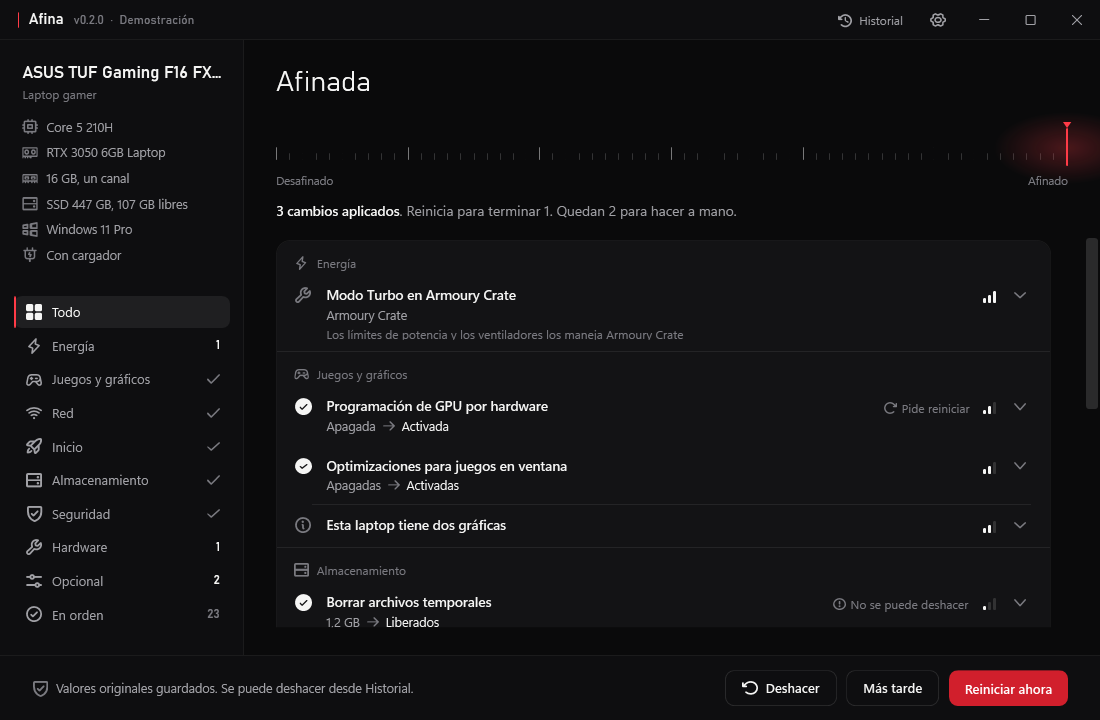 Afina v0.2.0 · Demostración
Historial
ASUS TUF Gaming F16 FX...
Laptop gamer
Core 5 210H
RTX 3050 6GB Laptop
16 GB, un canal
SSD 447 GB, 107 GB libres
Windows 11 Pro
Con cargador
Todo
Energía 1
Juegos y gráficos
Red
Inicio
Almacenamiento
Seguridad
Hardware 1
Opcional 2
En orden 23
Afinada
Desafinado Afinado
3 cambios aplicados. Reinicia para terminar 1. Quedan 2 para hacer a mano.
Energía
Modo Turbo en Armoury Crate
Armoury Crate
Los límites de potencia y los ventiladores los maneja Armoury Crate
Juegos y gráficos
Programación de GPU por hardware
Apagada → Activada
Pide reiniciar
Optimizaciones para juegos en ventana
Apagadas → Activadas
Esta laptop tiene dos gráficas
Almacenamiento
Borrar archivos temporales
1,2 GB → Liberados
No se puede deshacer
Valores originales guardados. Se puede deshacer desde Historial.
Deshacer
Más tarde
Reiniciar ahora